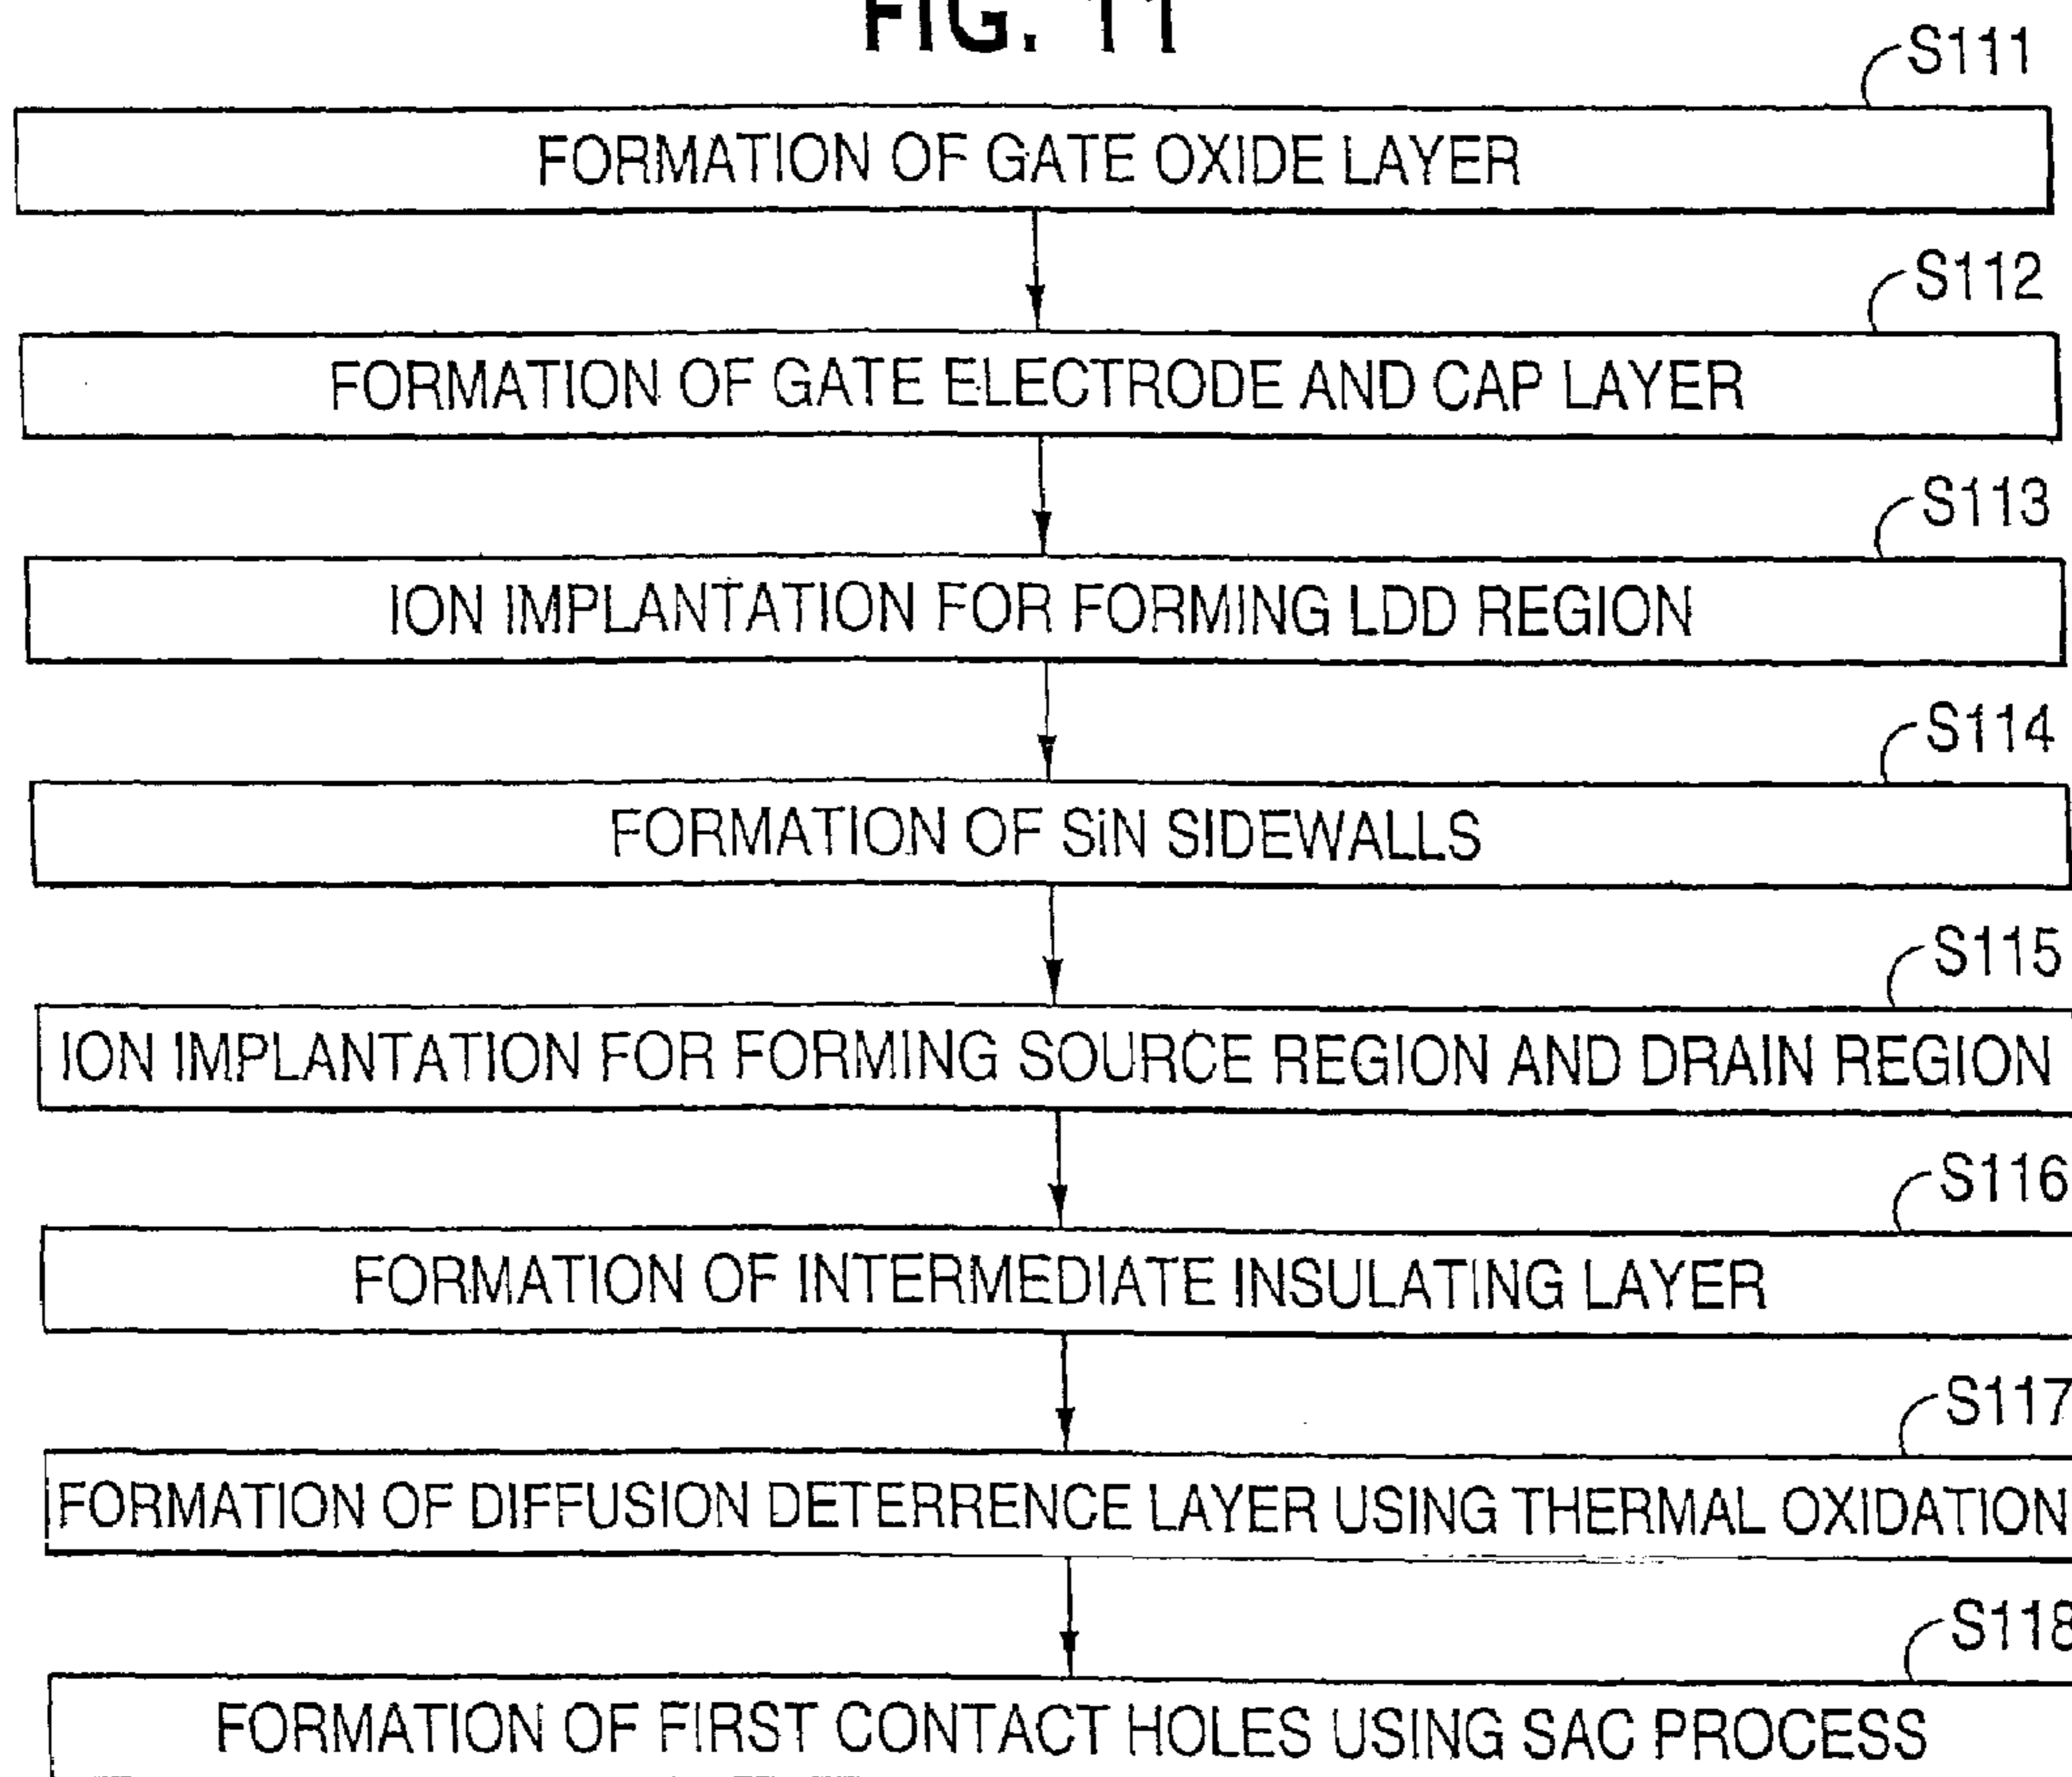 FIG. 11
S111
FORMATION OF GATE OXIDE LAYER
S112
FORMATION OF GATE ELECTRODE AND CAP LAYER
S113
ION IMPLANTATION FOR FORMING LDD REGION
S114
FORMATION OF SiN SIDEWALLS
S115
ION IMPLANTATION FOR FORMING SOURCE REGION AND DRAIN REGION
S116
FORMATION OF INTERMEDIATE INSULATING LAYER
S117
FORMATION OF DIFFUSION DETERRENCE LAYER USING THERMAL OXIDATION
S118
FORMATION OF FIRST CONTACT HOLES USING SAC PROCESS